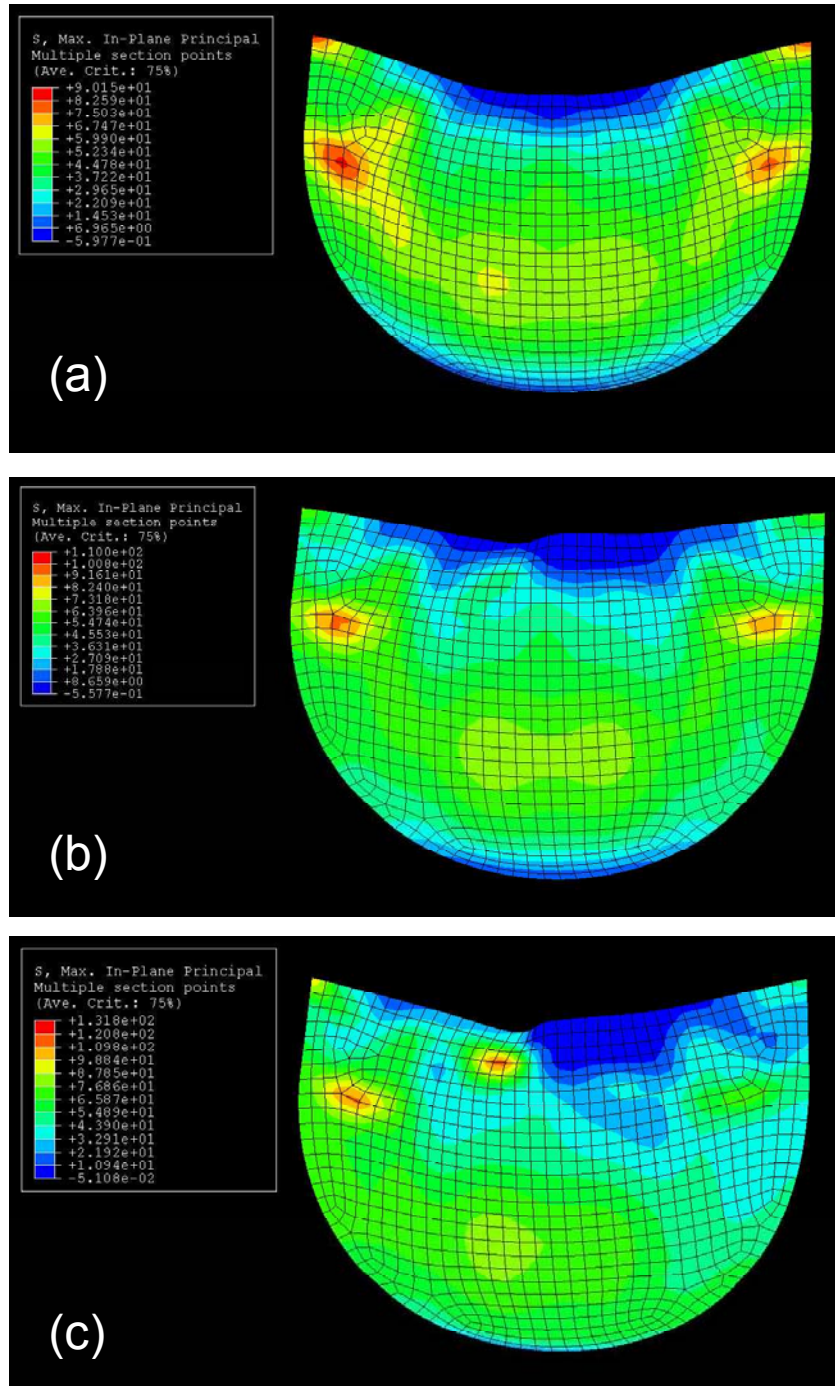 S, Max. In-Plane Principal
Multiple section points
(Ave. Crit.: 75%)
+9.015e+01
+8.259e+01
+7.503e+01
+6.747e+01
+5.990e+01
+5.234e+01
+4.478e+01
+3.722e+01
+2.965e+01
+2.209e+01
+1.453e+01
+6.965e+00
-5.977e-01
(a)
S, Max. In-Plane Principal
Multiple section points
(Ave. Crit.: 75%)
+1.100e+02
+1.008e+02
+9.161e+01
+8.240e+01
+7.318e+01
+6.396e+01
+5.474e+01
+4.553e+01
+3.631e+01
+2.709e+01
+1.788e+01
+8.659e+00
-5.577e-01
(b)
S, Max. In-Plane Principal
Multiple section points
(Ave. Crit.: 75%)
+1.318e+02
+1.208e+02
+1.098e+02
+9.884e+01
+8.785e+01
+7.686e+01
+6.587e+01
+5.489e+01
+4.390e+01
+3.291e+01
+2.192e+01
+1.094e+01
-5.108e-02
(c)